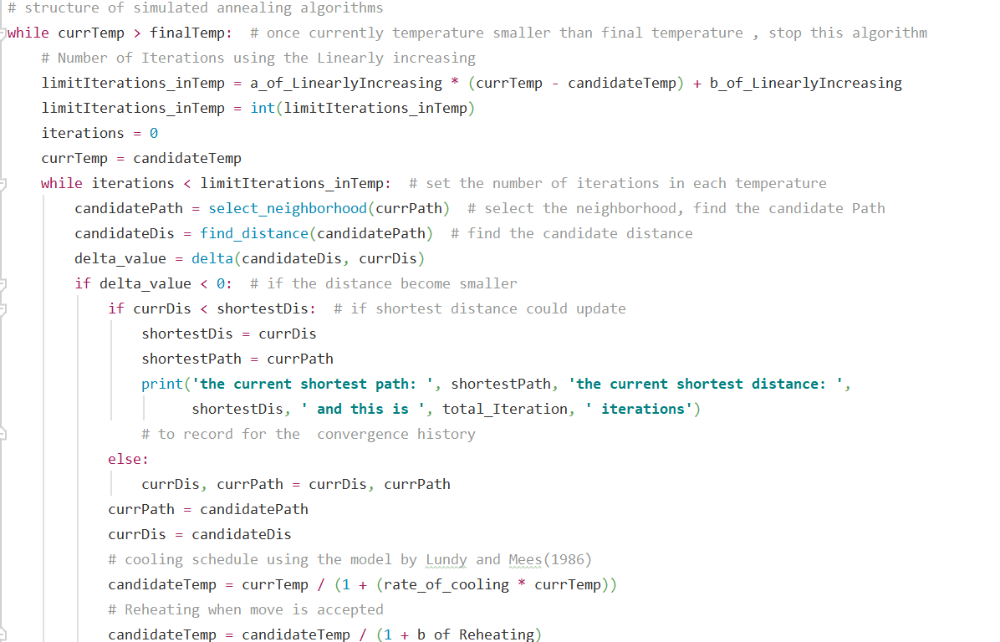 # structure of simulated annealing algorithms
while currTemp > finalTemp:  # once currently temperature smaller than final temperature , stop this algorithm
    # Number of Iterations using the Linearly increasing
    limitIterations_inTemp = a_of_LinearlyIncreasing * (currTemp - candidateTemp) + b_of_LinearlyIncreasing
    limitIterations_inTemp = int(limitIterations_inTemp)
    iterations = 0
    currTemp = candidateTemp
    while iterations < limitIterations_inTemp:  # set the number of iterations in each temperature
        candidatePath = select_neighborhood(currPath)  # select the neighborhood, find the candidate Path
        candidateDis = find_distance(candidatePath)  # find the candidate distance
        delta_value = delta(candidateDis, currDis)
        if delta_value < 0:  # if the distance become smaller
            if currDis < shortestDis:  # if shortest distance could update
                shortestDis = currDis
                shortestPath = currPath
                print('the current shortest path: ', shortestPath, 'the current shortest distance: ',
                      shortestDis, ' and this is ', total_Iteration, ' iterations')
                # to record for the  convergence history
            else:
                currDis, currPath = currDis, currPath
            currPath = candidatePath
            currDis = candidateDis
            # cooling schedule using the model by Lundy and Mees(1986)
            candidateTemp = currTemp / (1 + (rate_of_cooling * currTemp))
            # Reheating when move is accepted
            candidateTemp = candidateTemp / (1 + b of Reheating)